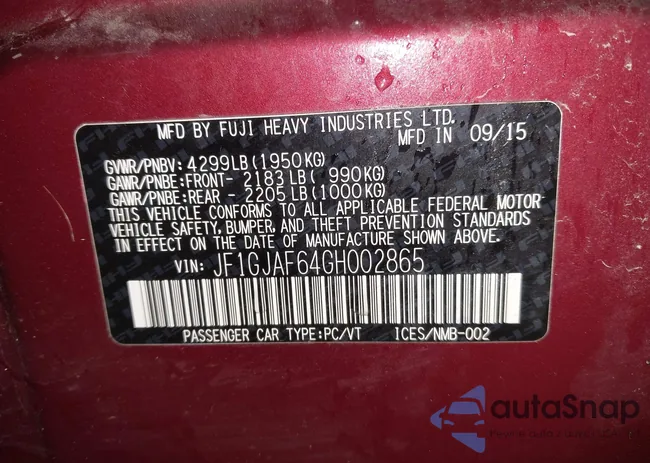 MFD BY FUJI HEAVY INDUSTRIES LTD.
MFD IN 09/15
GVWR/PNBV: 4299LB(1950KG)
GAWR/PNBE:FRONT- 2183LB( 990KG)
GAWR/PNBE:REAR - 2205LB(1000KG)
THIS VEHICLE CONFORMS TO ALL APPLICABLE FEDERAL MOTOR
VEHICLE SAFETY, BUMPER, AND THEFT PREVENTION STANDARDS
IN EFFECT ON THE DATE OF MANUFACTURE SHOWN ABOVE.
VIN: JF1GJAF64GH002865
PASSENGER CAR TYPE:PC/VT ICES/NMB-002
autaSnap